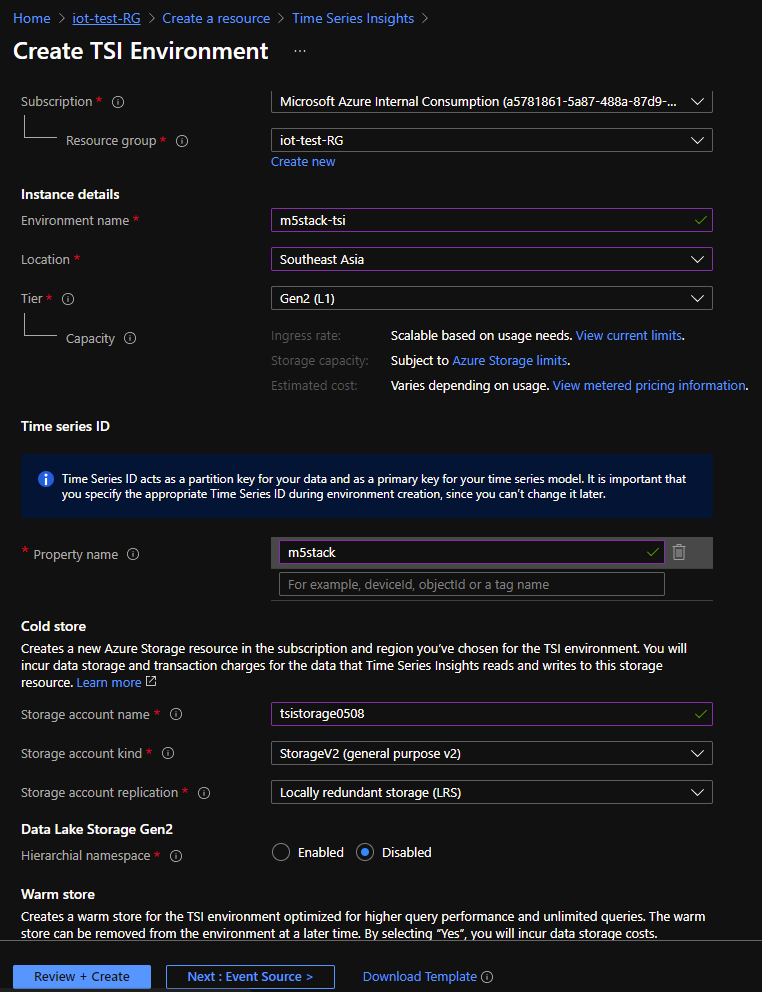 Home > iot-test-RG > Create a resource > Time Series Insights >
Create TSI Environment ...
Subscription *
Microsoft Azure Internal Consumption (a5781861-5a87-488a-87d9-...
Resource group *
iot-test-RG
Create new
Instance details
Environment name *
m5stack-tsi
Location *
Southeast Asia
Tier *
Gen2 (L1)
Capacity
Ingress rate: Scalable based on usage needs. View current limits.
Storage capacity: Subject to Azure Storage limits.
Estimated cost: Varies depending on usage. View metered pricing information.
Time series ID
Time Series ID acts as a partition key for your data and as a primary key for your time series model. It is important that
you specify the appropriate Time Series ID during environment creation, since you can't change it later.
* Property name
m5stack
For example, deviceId, objectId or a tag name
Cold store
Creates a new Azure Storage resource in the subscription and region you've chosen for the TSI environment. You will
incur data storage and transaction charges for the data that Time Series Insights reads and writes to this storage
resource. Learn more
Storage account name *
tsistorage0508
Storage account kind *
StorageV2 (general purpose v2)
Storage account replication *
Locally redundant storage (LRS)
Data Lake Storage Gen2
Hierarchial namespace *
Enabled Disabled
Warm store
Creates a warm store for the TSI environment optimized for higher query performance and unlimited queries. The warm
store can be removed from the environment at a later time. By selecting "Yes", you will incur data storage costs.
Review + Create
Next : Event Source >
Download Template